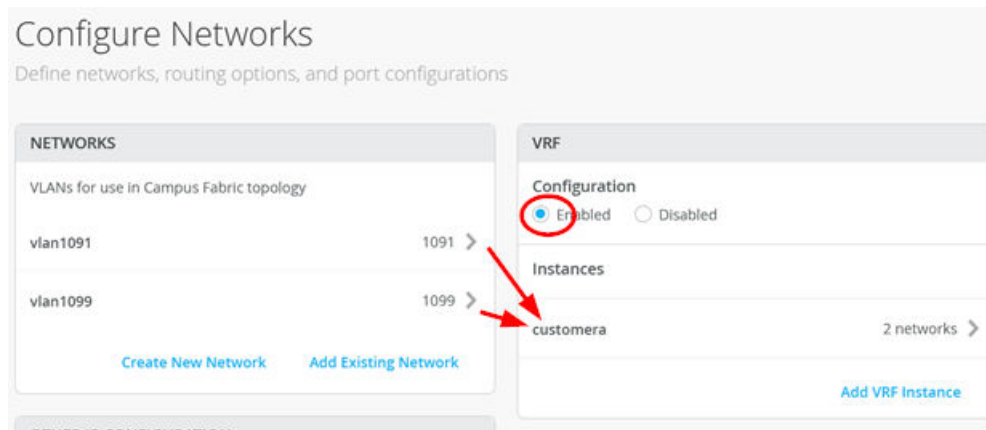 Configure Networks
Define networks, routing options, and port configurations
NETWORKS
VLANs for use in Campus Fabric topology
vlan1091 1091
vlan1099 1099
Create New Network Add Existing Network
VRF
Configuration
Enabled Disabled
Instances
customera 2 networks
Add VRF Instance